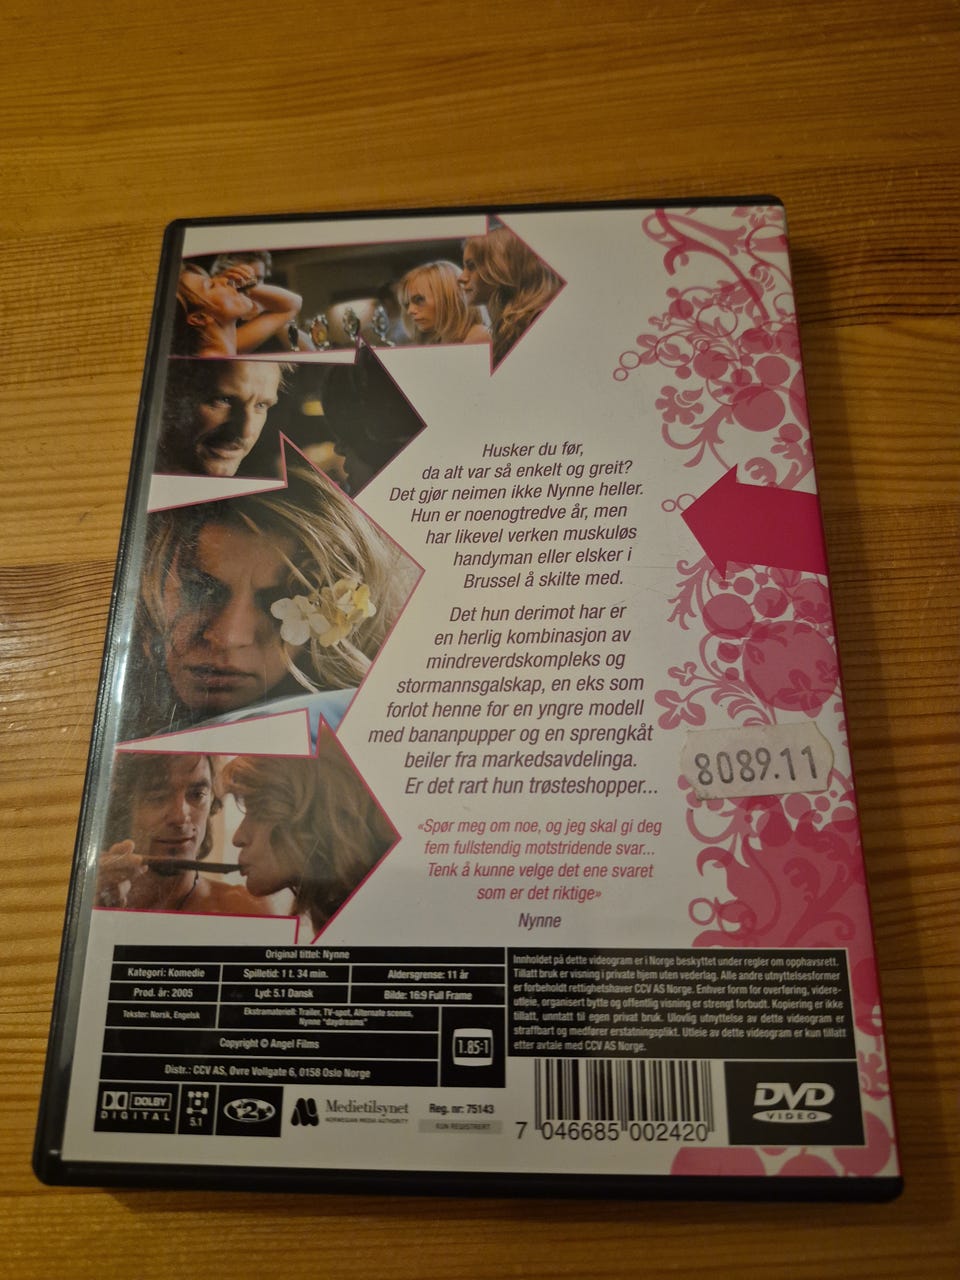 Husker du før,
da alt var så enkelt og greit?
Det gjør neimen ikke Nynne heller.
Hun er noenogtredve år, men
har likevel verken muskuløs
handyman eller elsker i
Brussel å skilte med.
Det hun derimot har er
en herlig kombinasjon av
mindreverdskompleks og
stormannsgalskap, en eks som
forlot henne for en yngre modell
med bananpupper og en sprengkåt
beiler fra markedsavdelinga.
Er det rart hun trøsteshopper...
8089.11
«Spør meg om noe, og jeg skal gi deg
fem fullstendig motstridende svar...
Tenk å kunne velge det ene svaret
som er det riktige»
Nynne
Original tittel: Nynne
Kategori: Komedie
Spilletid: 1 t. 34 min.
Aldersgrense: 11 år
Prod. år: 2005
Lyd: 5.1 Dansk
Bilde: 16:9 Full Frame
Tekster: Norsk, Engelsk
Ekstramateriell: Trailer, TV-spot, Alternate scenes,
Nynne "daydreams"
Copyright © Angel Films
Distr.: CCV AS, Øvre Vollgate 6, 0158 Oslo Norge
1.85:1
Innholdet på dette videogram er i Norge beskyttet under regler om opphavsrett.
Tillatt bruk er visning i private hjem uten vederlag. Alle andre utnyttelsesformer
er forbeholdt rettighetshaver CCV AS Norge. Enhver form for overføring, videre-
utleie, organisert bytte og offentlig visning er strengt forbudt. Kopiering er ikke
tillatt, unntatt til egen privat bruk. Ulovlig utnyttelse av dette videogram er
straffbart og medfører erstatningsplikt. Utleie av dette videogram er kun tillatt
etter avtale med CCV AS Norge.
DOLBY
DIGITAL
5.1
2
Medietilsynet
NORWEGIAN MEDIA AUTHORITY
Reg. nr: 75143
KUN REGISTRERT
7 046685 002420
DVD
VIDEO